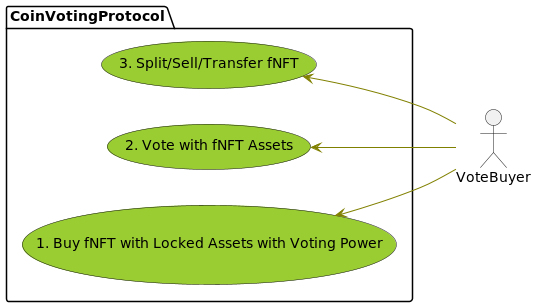 CoinVotingProtocol
3. Split/Sell/Transfer fNFT
2. Vote with fNFT Assets
VoteBuyer
1. Buy fNFT with Locked Assets with Voting Power